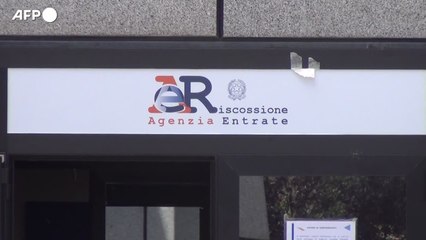 AFP
AeR
iscossione
Agenzia Entrate